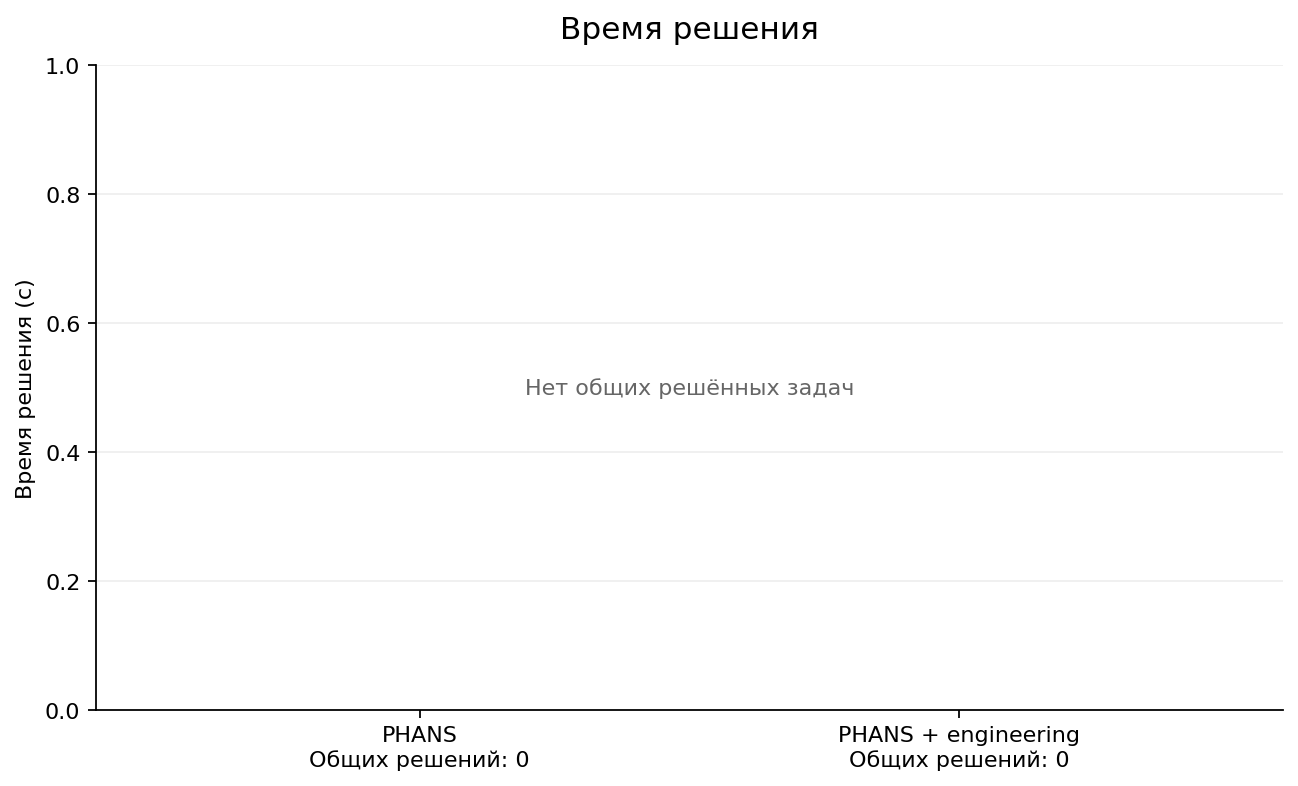 Время решения
1.0
0.8
0.6
0.4
0.2
0.0
Время решения (с)
Нет общих решённых задач
PHANS
Общих решений: 0
PHANS + engineering
Общих решений: 0